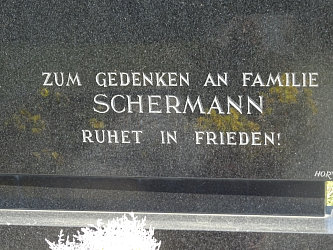 ZUM GEDENKEN AN FAMILIE
SCHERMANN
RUHET IN FRIEDEN!